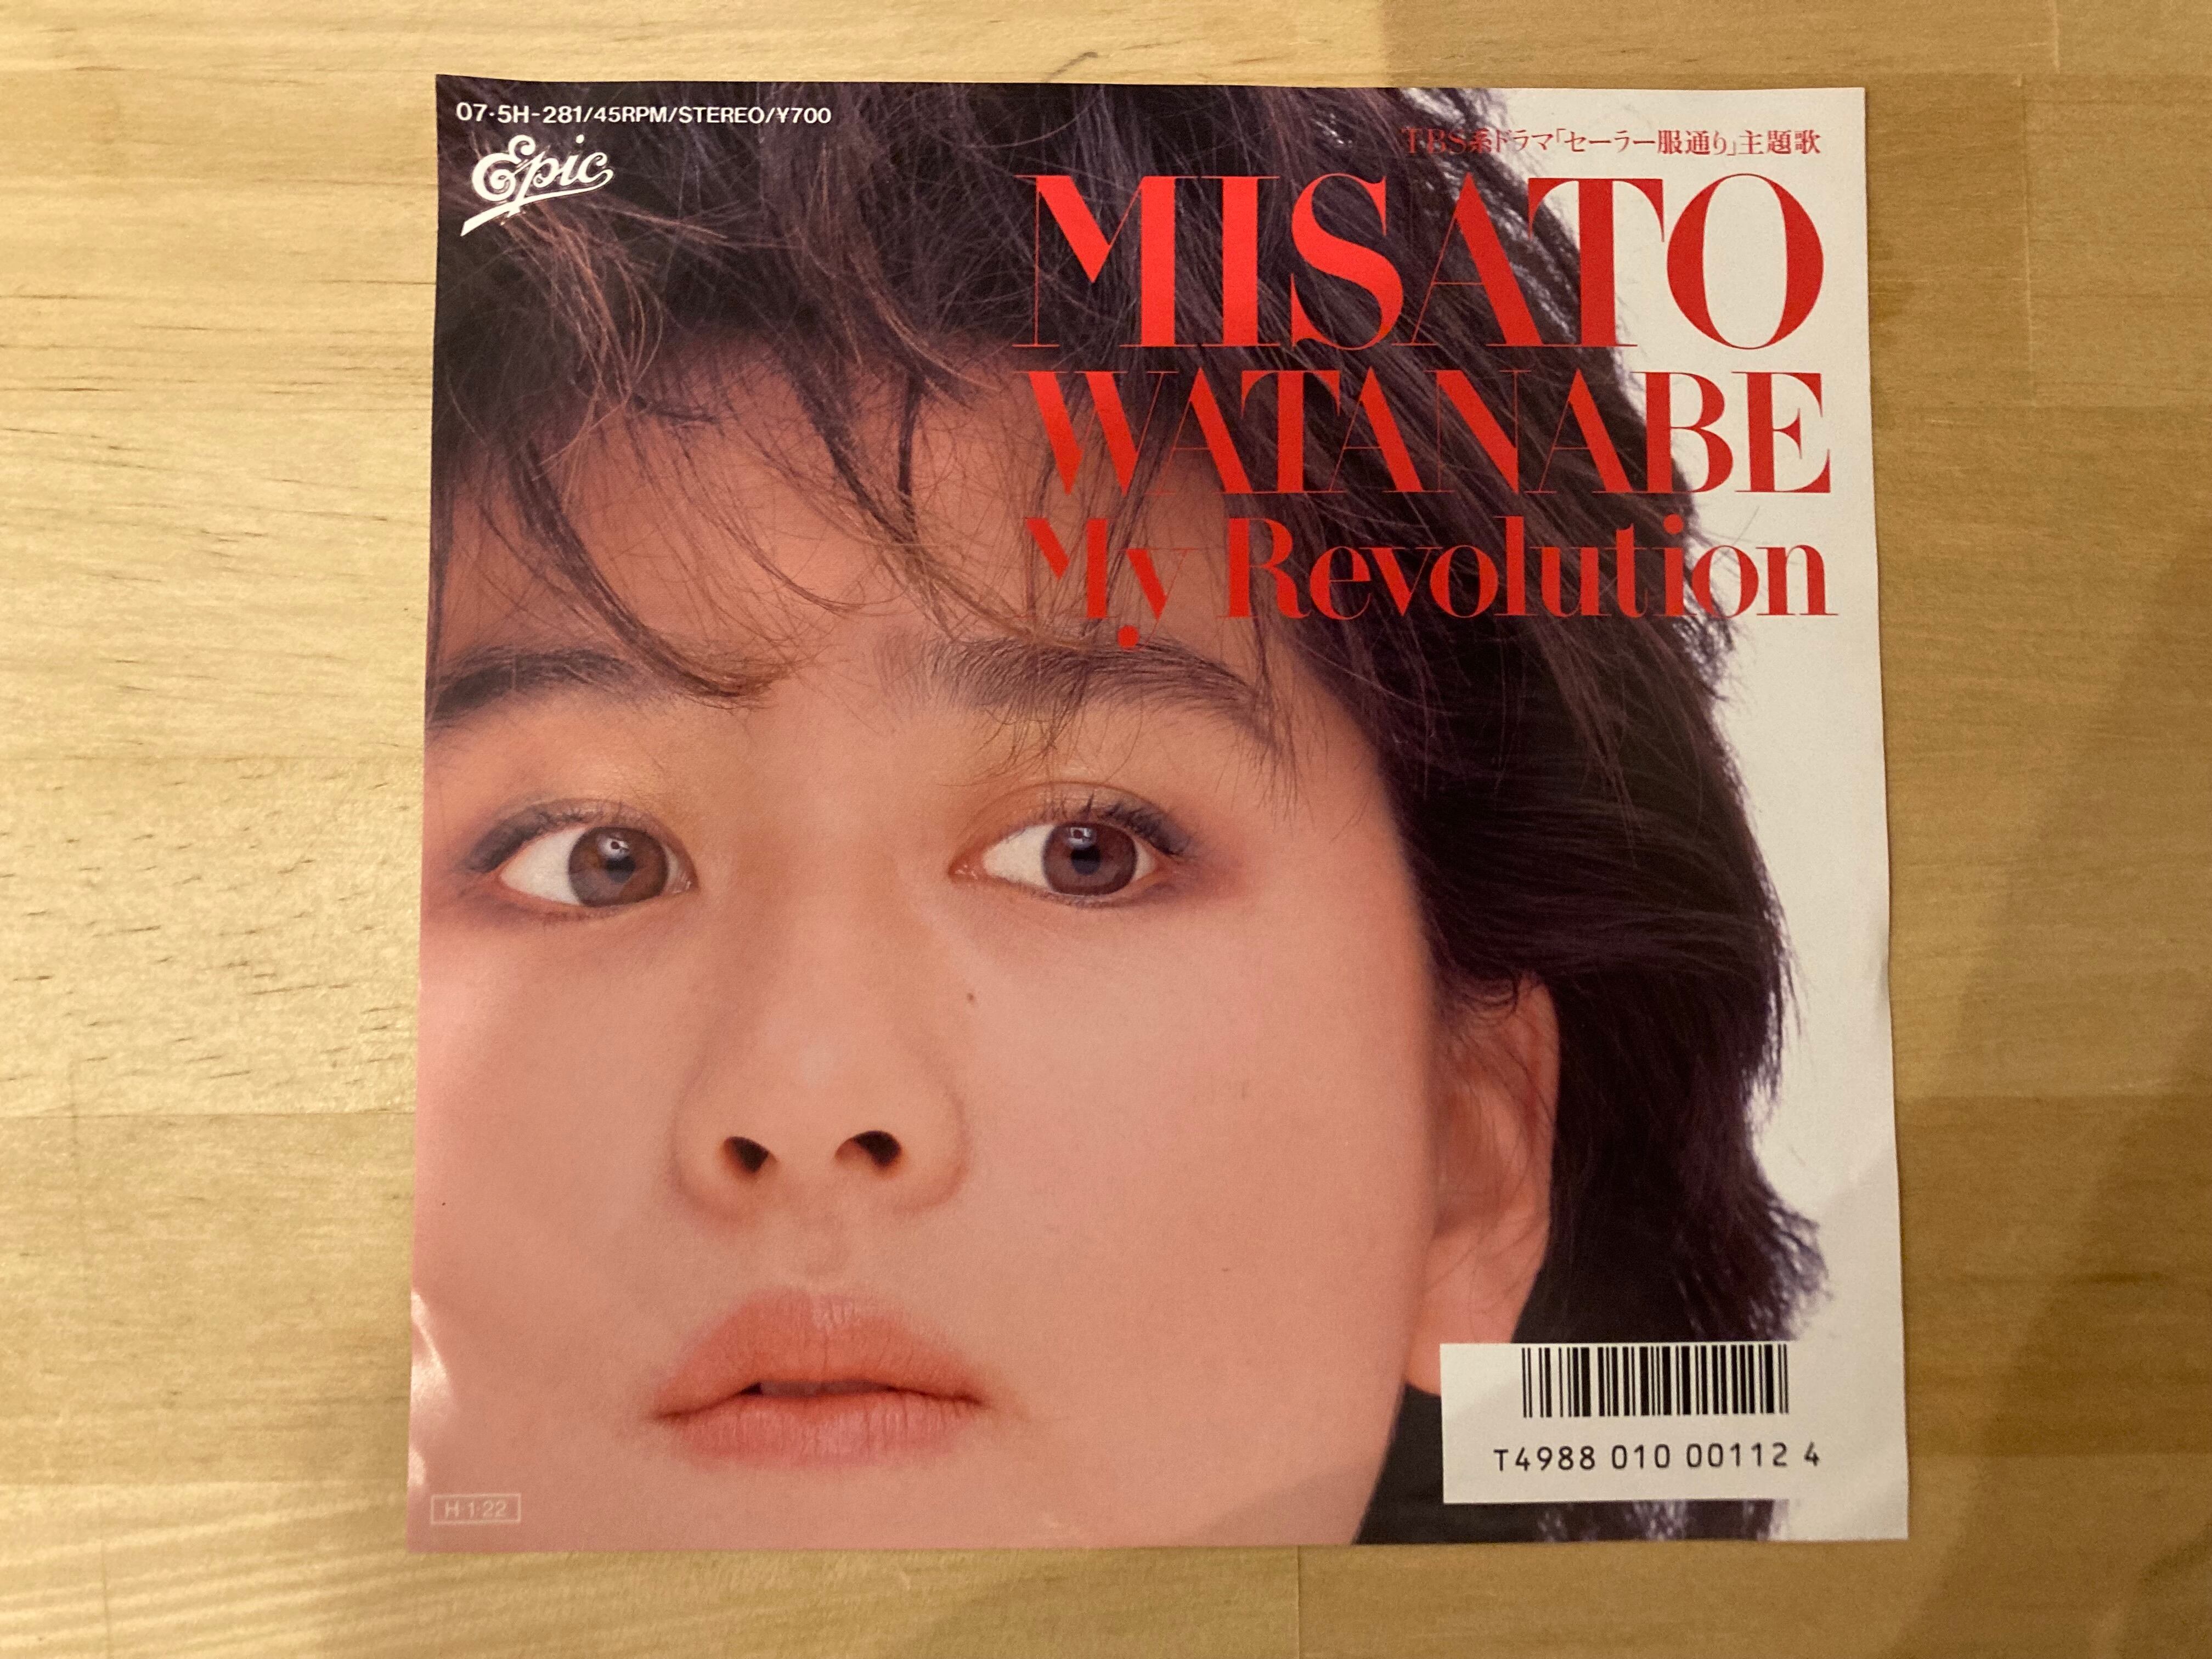 07・5H-281/45RPM/STEREO/¥700
Epic
TBS系ドラマ「セーラー服通り」主題歌
MISATO
WATANABE
My Revolution
T4988 010 00112 4
H・1・22